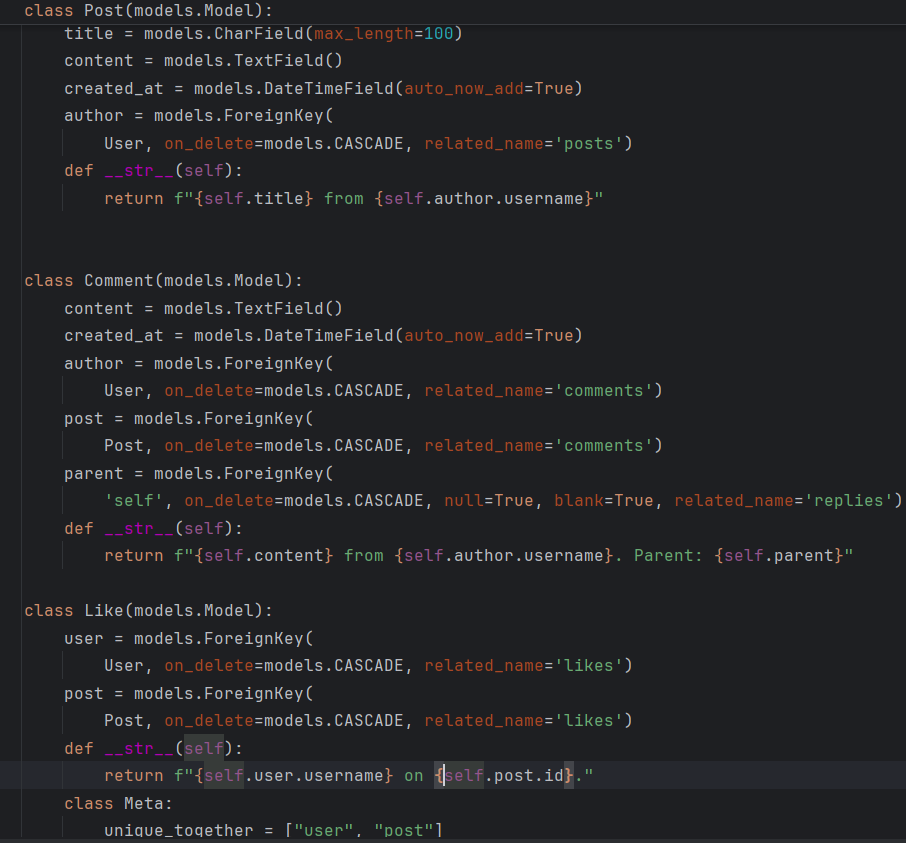 class Post(models.Model):
    title = models.CharField(max_length=100)
    content = models.TextField()
    created_at = models.DateTimeField(auto_now_add=True)
    author = models.ForeignKey(
        User, on_delete=models.CASCADE, related_name='posts')
    def __str__(self):
        return f"{self.title} from {self.author.username}"
class Comment(models.Model):
    content = models.TextField()
    created_at = models.DateTimeField(auto_now_add=True)
    author = models.ForeignKey(
        User, on_delete=models.CASCADE, related_name='comments')
    post = models.ForeignKey(
        Post, on_delete=models.CASCADE, related_name='comments')
    parent = models.ForeignKey(
        'self', on_delete=models.CASCADE, null=True, blank=True, related_name='replies')
    def __str__(self):
        return f"{self.content} from {self.author.username}. Parent: {self.parent}"
class Like(models.Model):
    user = models.ForeignKey(
        User, on_delete=models.CASCADE, related_name='likes')
    post = models.ForeignKey(
        Post, on_delete=models.CASCADE, related_name='likes')
    def __str__(self):
        return f"{self.user.username} on {self.post.id}."
    class Meta:
        unique_together = ["user", "post"]